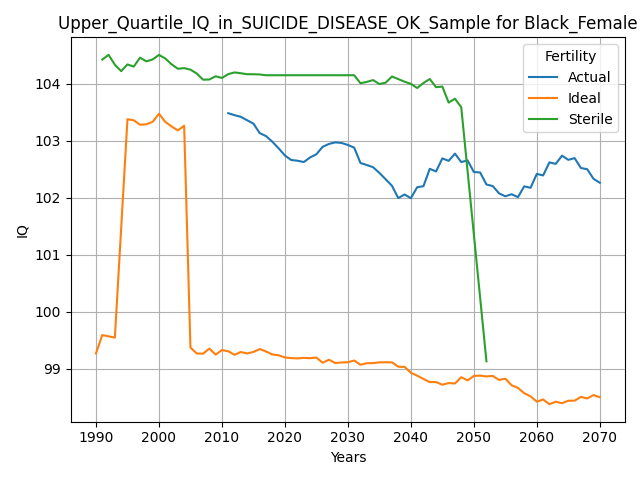 Upper_Quartile_IQ_in_SUICIDE_DISEASE_OK_Sample for Black_Female
Fertility
Actual
Ideal
Sterile
104
103
102
101
100
99
IQ
1990 2000 2010 2020 2030 2040 2050 2060 2070
Years